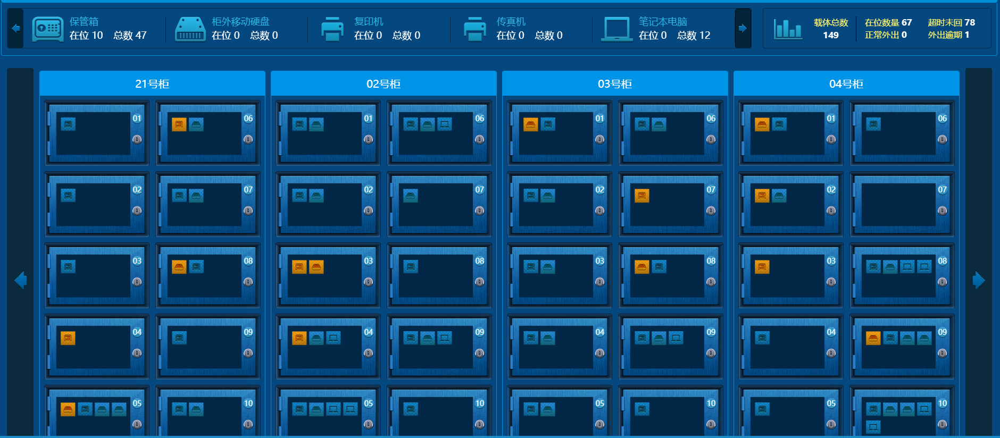 保管箱
在位 10 总数 47
柜外移动硬盘
在位 0 总数 0
复印机
在位 0 总数 0
传真机
在位 0 总数 0
笔记本电脑
在位 0 总数 12
载体总数
149
在位数量 67
正常外出 0
超时未回 78
外出逾期 1
21号柜
02号柜
03号柜
04号柜
01
06
01
06
01
06
01
06
02
07
02
07
02
07
02
07
03
08
03
08
03
08
03
08
04
09
04
09
04
09
04
09
05
10
05
10
05
10
05
10